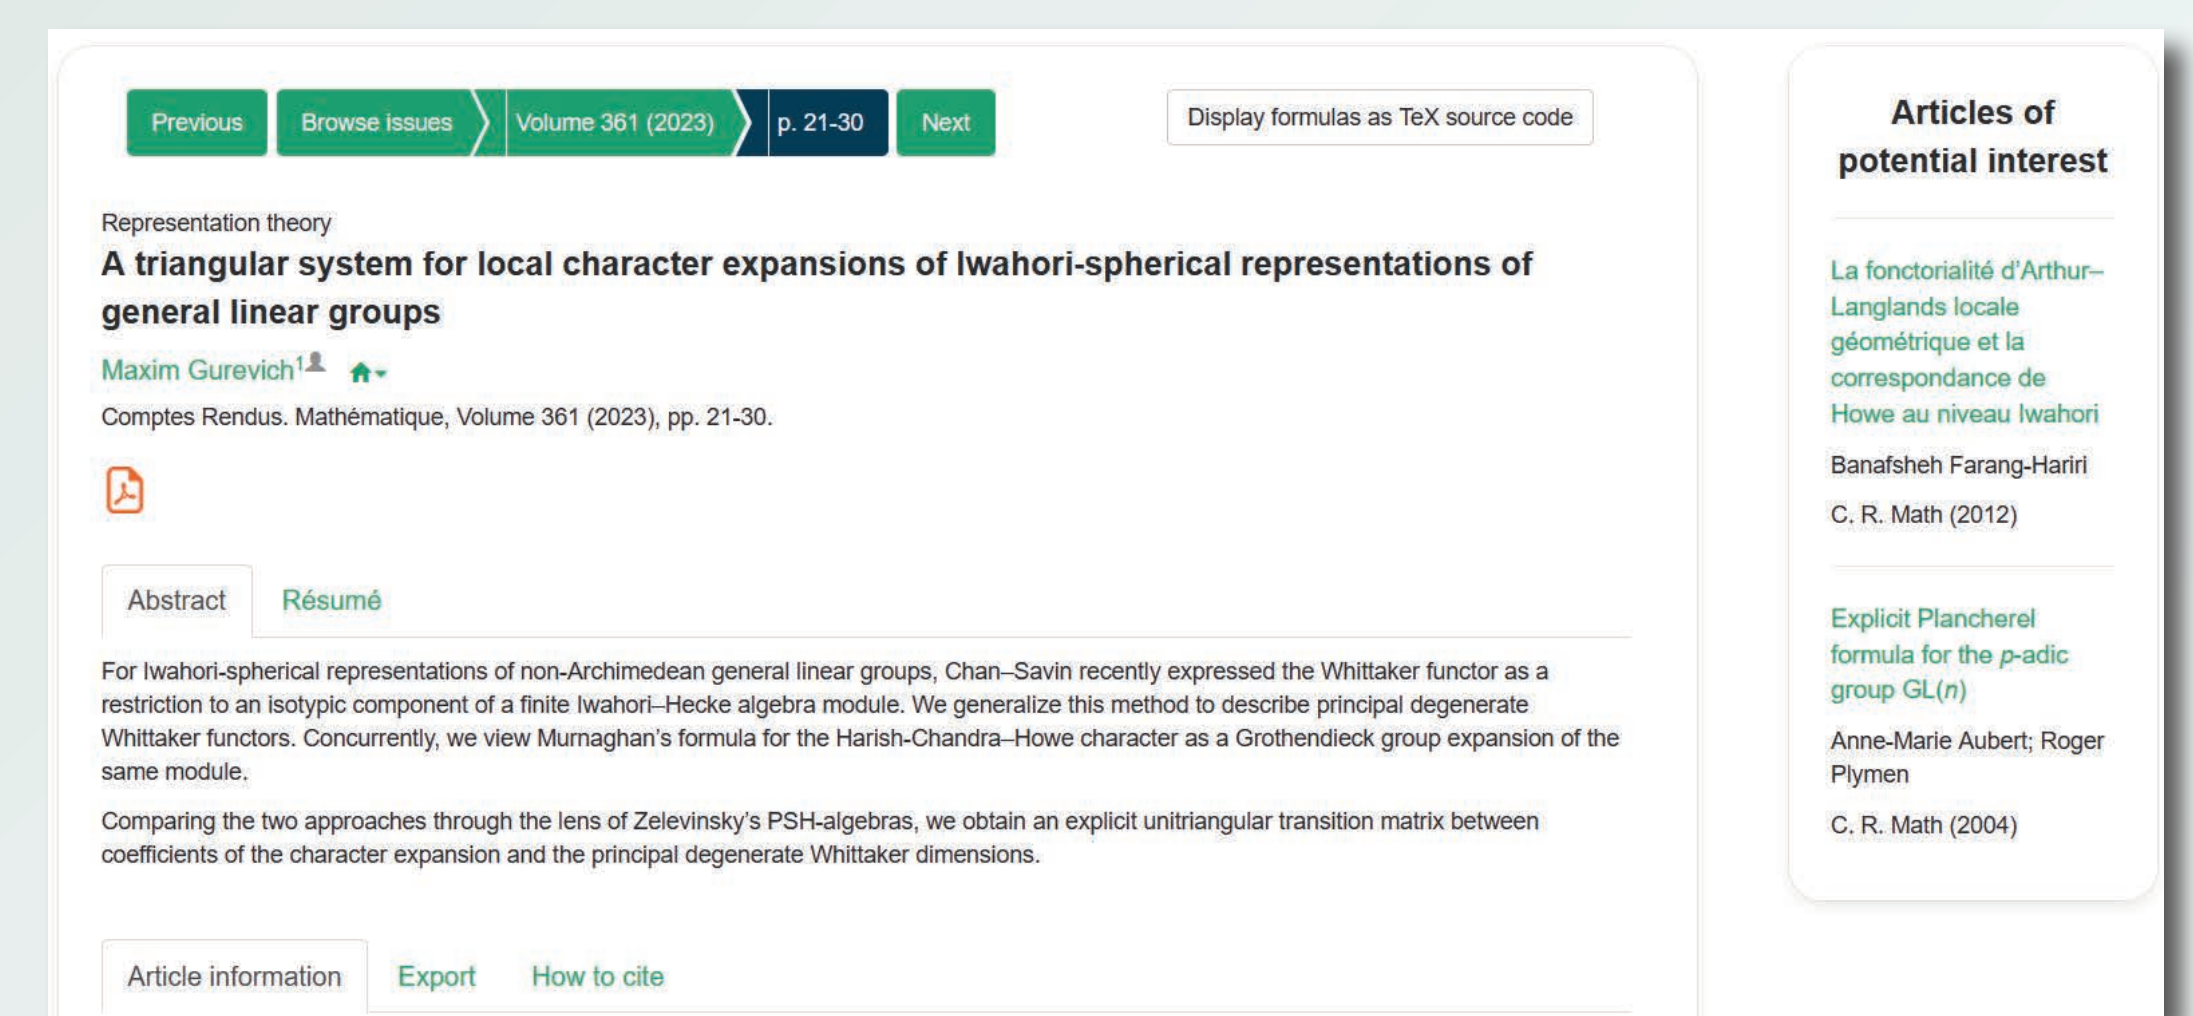 Previous
Browse issues
Volume 361 (2023)
p. 21-30
Next
Display formulas as TeX source code
Representation theory
A triangular system for local character expansions of Iwahori-spherical representations of
general linear groups
Maxim Gurevich1
Comptes Rendus. Mathématique, Volume 361 (2023), pp. 21-30.
Abstract
Résumé
For Iwahori-spherical representations of non-Archimedean general linear groups, Chan–Savin recently expressed the Whittaker functor as a
restriction to an isotypic component of a finite Iwahori–Hecke algebra module. We generalize this method to describe principal degenerate
Whittaker functors. Concurrently, we view Murnaghan's formula for the Harish-Chandra–Howe character as a Grothendieck group expansion of the
same module.
Comparing the two approaches through the lens of Zelevinsky's PSH-algebras, we obtain an explicit unitriangular transition matrix between
coefficients of the character expansion and the principal degenerate Whittaker dimensions.
Article information
Export
How to cite
Articles of
potential interest
La fonctorialité d'Arthur–
Langlands locale
géométrique et la
correspondance de
Howe au niveau Iwahori
Banafsheh Farang-Hariri
C. R. Math (2012)
Explicit Plancherel
formula for the p-adic
group GL(n)
Anne-Marie Aubert; Roger
Plymen
C. R. Math (2004)